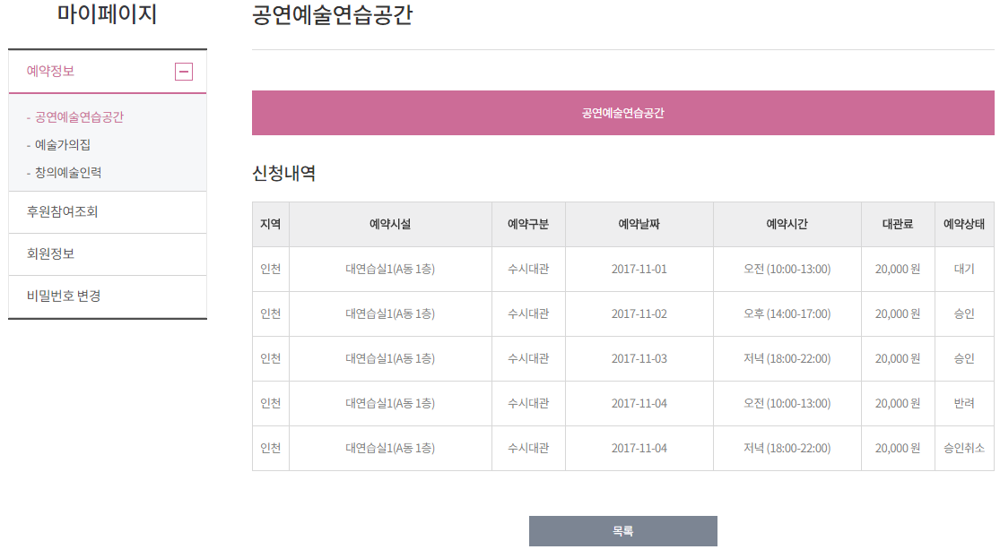 마이페이지
예약정보
- 공연예술연습공간
- 예술가의집
- 창의예술인력
후원참여조회
회원정보
비밀번호 변경
공연예술연습공간
공연예술연습공간
신청내역
지역 예약시설 예약구분 예약날짜 예약시간 대관료 예약상태
인천 대연습실1(A동 1층) 수시대관 2017-11-01 오전 (10:00-13:00) 20,000 원 대기
인천 대연습실1(A동 1층) 수시대관 2017-11-02 오후 (14:00-17:00) 20,000 원 승인
인천 대연습실1(A동 1층) 수시대관 2017-11-03 저녁 (18:00-22:00) 20,000 원 승인
인천 대연습실1(A동 1층) 수시대관 2017-11-04 오전 (10:00-13:00) 20,000 원 반려
인천 대연습실1(A동 1층) 수시대관 2017-11-04 저녁 (18:00-22:00) 20,000 원 승인취소
목록